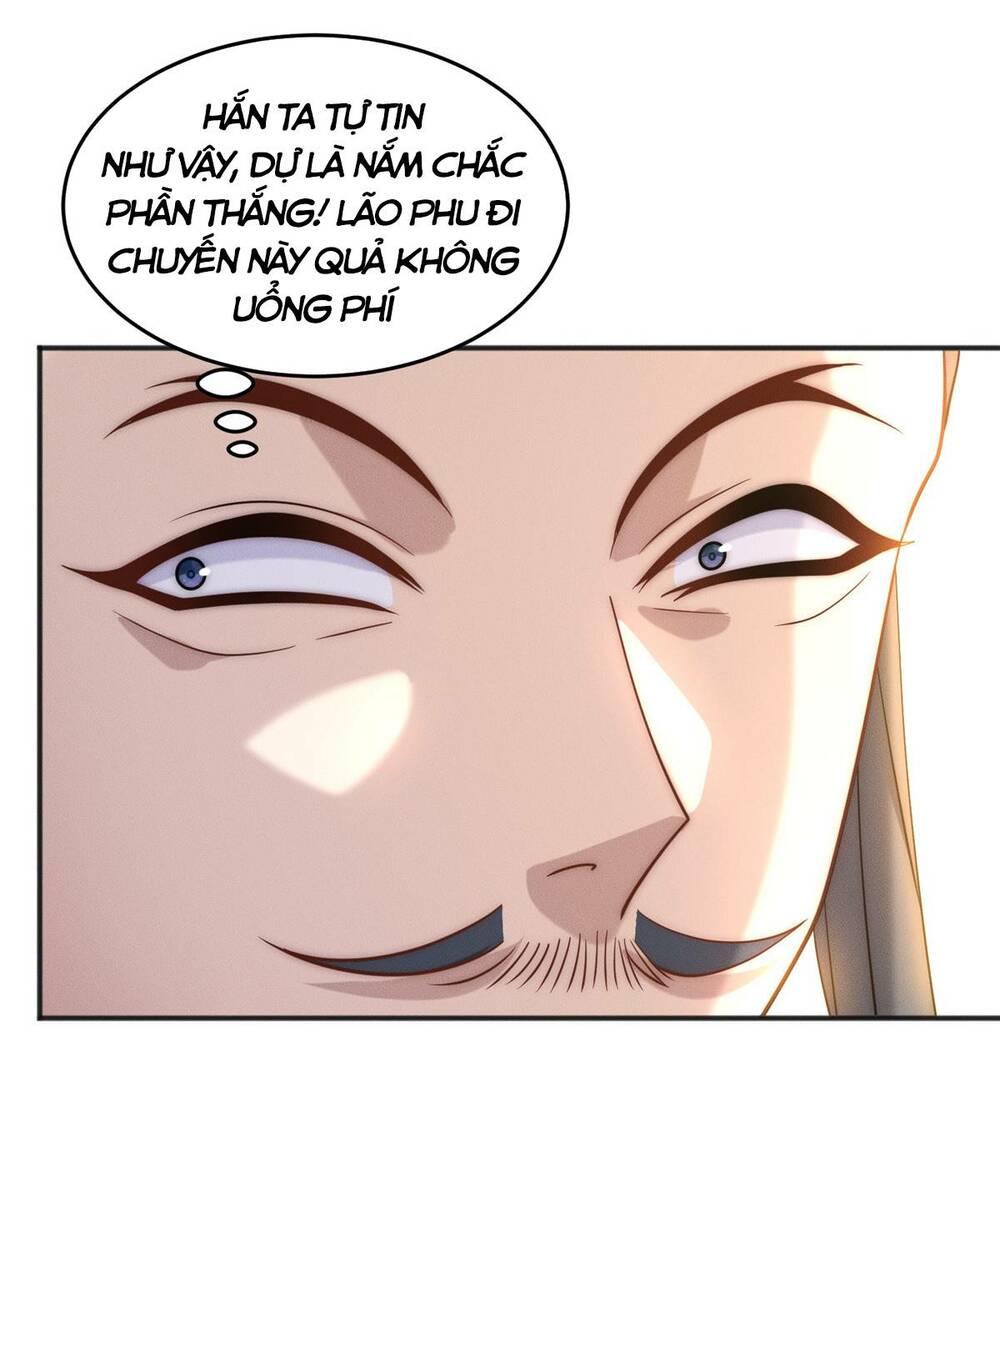 HẮN TA TỰ TIN
NHƯ VẬY, DỰ LÀ NẮM CHẮC
PHẦN THẮNG! LÃO PHU ĐI
CHUYẾN NÀY QUẢ KHÔNG
UỔNG PHÍ